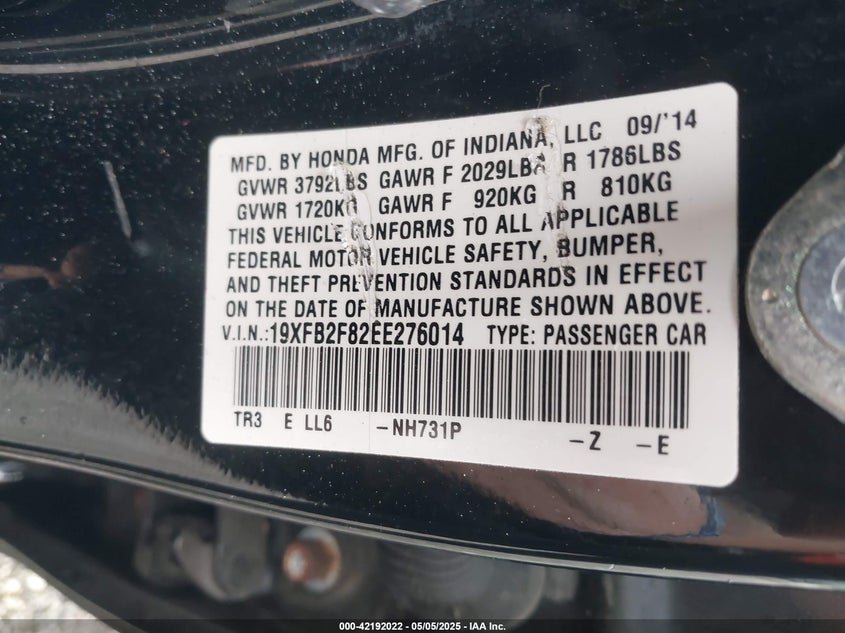 MFD. BY HONDA MFG. OF INDIANA, LLC 09/'14
GVWR 3792LBS GAWR F 2029LBS R 1786LBS
GVWR 1720KG GAWR F 920KG R 810KG
THIS VEHICLE CONFORMS TO ALL APPLICABLE
FEDERAL MOTOR VEHICLE SAFETY, BUMPER,
AND THEFT PREVENTION STANDARDS IN EFFECT
ON THE DATE OF MANUFACTURE SHOWN ABOVE.
V.I.N.:19XFB2F82EE276014 TYPE: PASSENGER CAR
TR3 E LL6 -NH731P -Z -E
000-42192022 - 05/05/2025 - IAA Inc.